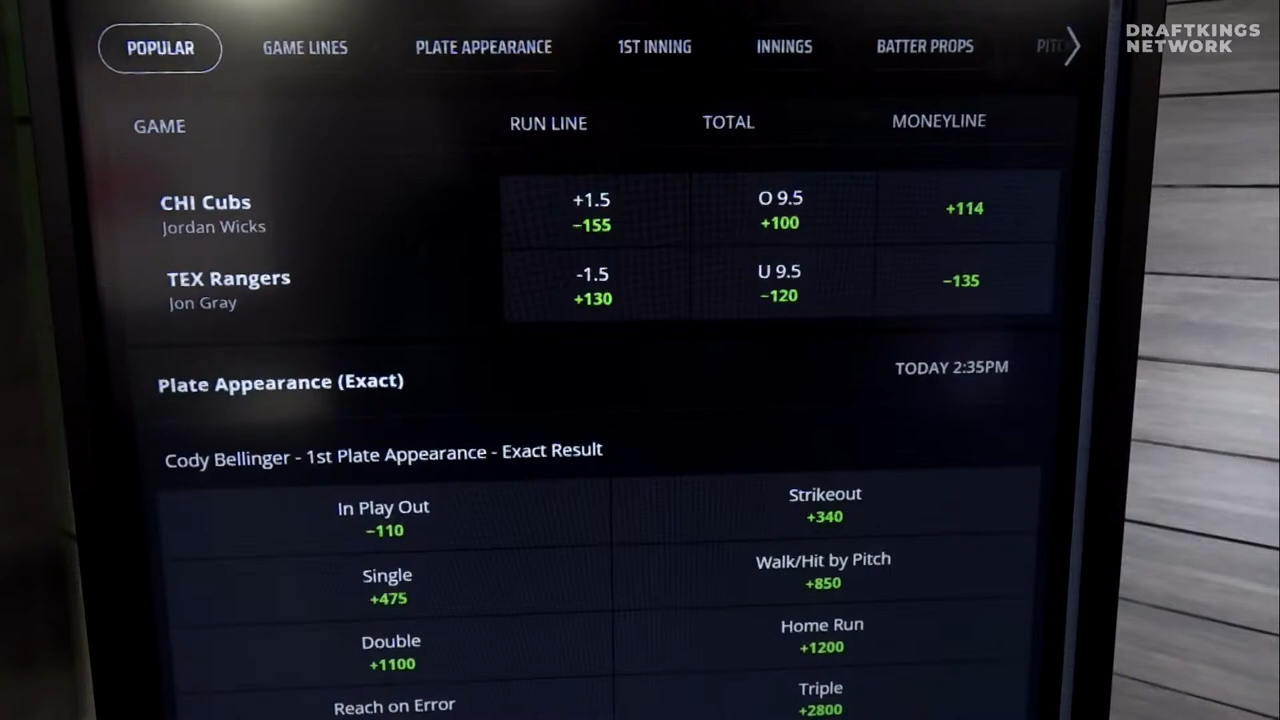 DRAFTKINGS
NETWORK
POPULAR
GAME LINES
PLATE APPEARANCE
1ST INNING
INNINGS
BATTER PROPS
GAME
RUN LINE
TOTAL
MONEYLINE
CHI Cubs
Jordan Wicks
+1.5
−155
O 9.5
+100
+114
TEX Rangers
Jon Gray
-1.5
+130
U 9.5
−120
−135
Plate Appearance (Exact)
TODAY 2:35PM
Cody Bellinger - 1st Plate Appearance - Exact Result
In Play Out
−110
Strikeout
+340
Single
+475
Walk/Hit by Pitch
+850
Double
+1100
Home Run
+1200
Reach on Error
Triple
+2800